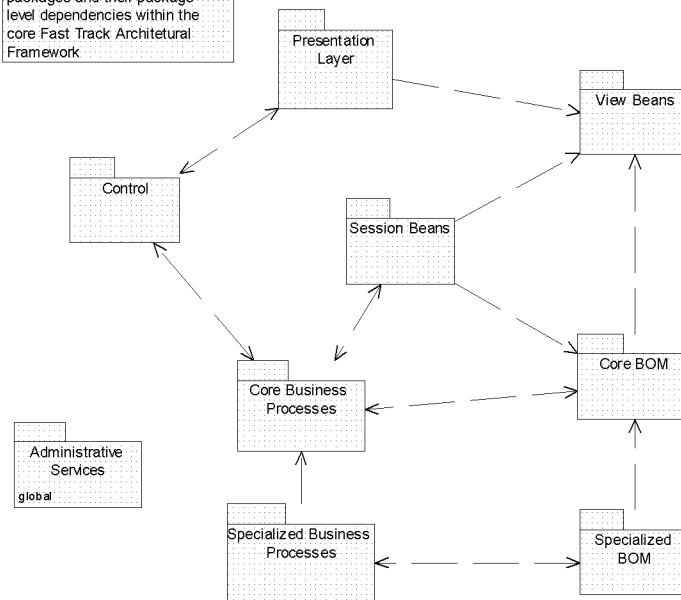 packages and their package
level dependencies within the
core Fast Track Architetural
Framework
Presentation
Layer
View Beans
Control
Session Beans
Core BOM
Core Business
Processes
Administrative
Services
global
Specialized Business
Processes
Specialized
BOM